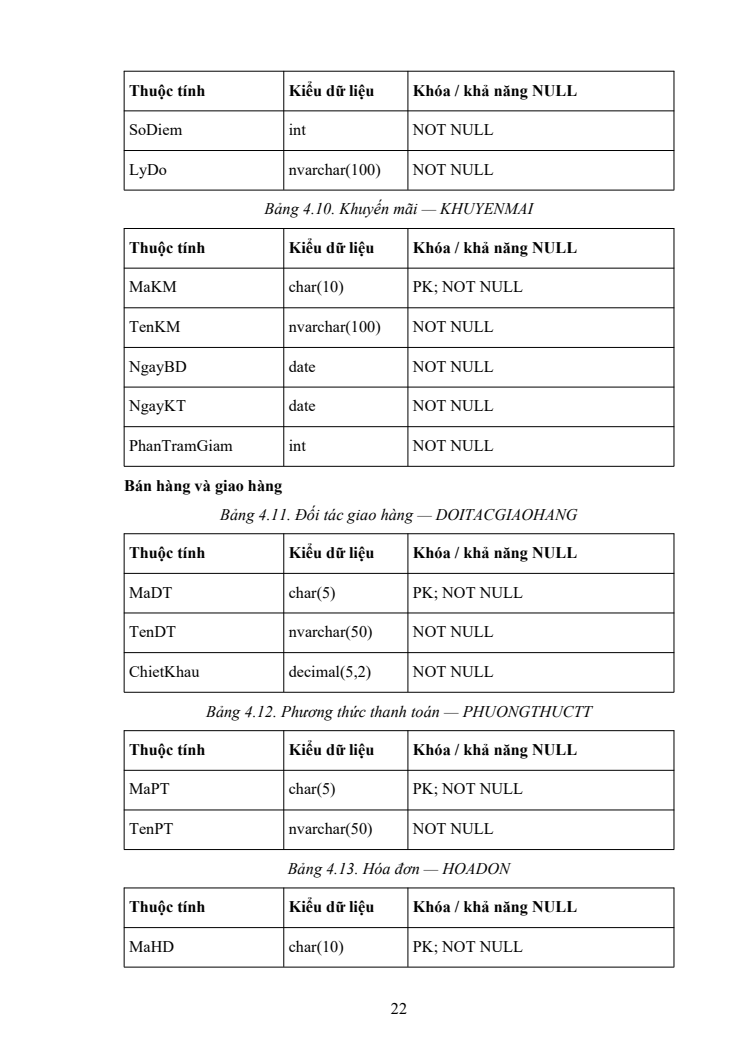 Thuộc tính Kiểu dữ liệu Khóa / khả năng NULL
SoDiem int NOT NULL
LyDo nvarchar(100) NOT NULL
Bảng 4.10. Khuyến mãi — KHUYENMAI
Thuộc tính Kiểu dữ liệu Khóa / khả năng NULL
MaKM char(10) PK; NOT NULL
TenKM nvarchar(100) NOT NULL
NgayBD date NOT NULL
NgayKT date NOT NULL
PhanTramGiam int NOT NULL
Bán hàng và giao hàng
Bảng 4.11. Đối tác giao hàng — DOITACGIAOHANG
Thuộc tính Kiểu dữ liệu Khóa / khả năng NULL
MaDT char(5) PK; NOT NULL
TenDT nvarchar(50) NOT NULL
ChietKhau decimal(5,2) NOT NULL
Bảng 4.12. Phương thức thanh toán — PHUONGTHUCTT
Thuộc tính Kiểu dữ liệu Khóa / khả năng NULL
MaPT char(5) PK; NOT NULL
TenPT nvarchar(50) NOT NULL
Bảng 4.13. Hóa đơn — HOADON
Thuộc tính Kiểu dữ liệu Khóa / khả năng NULL
MaHD char(10) PK; NOT NULL
22